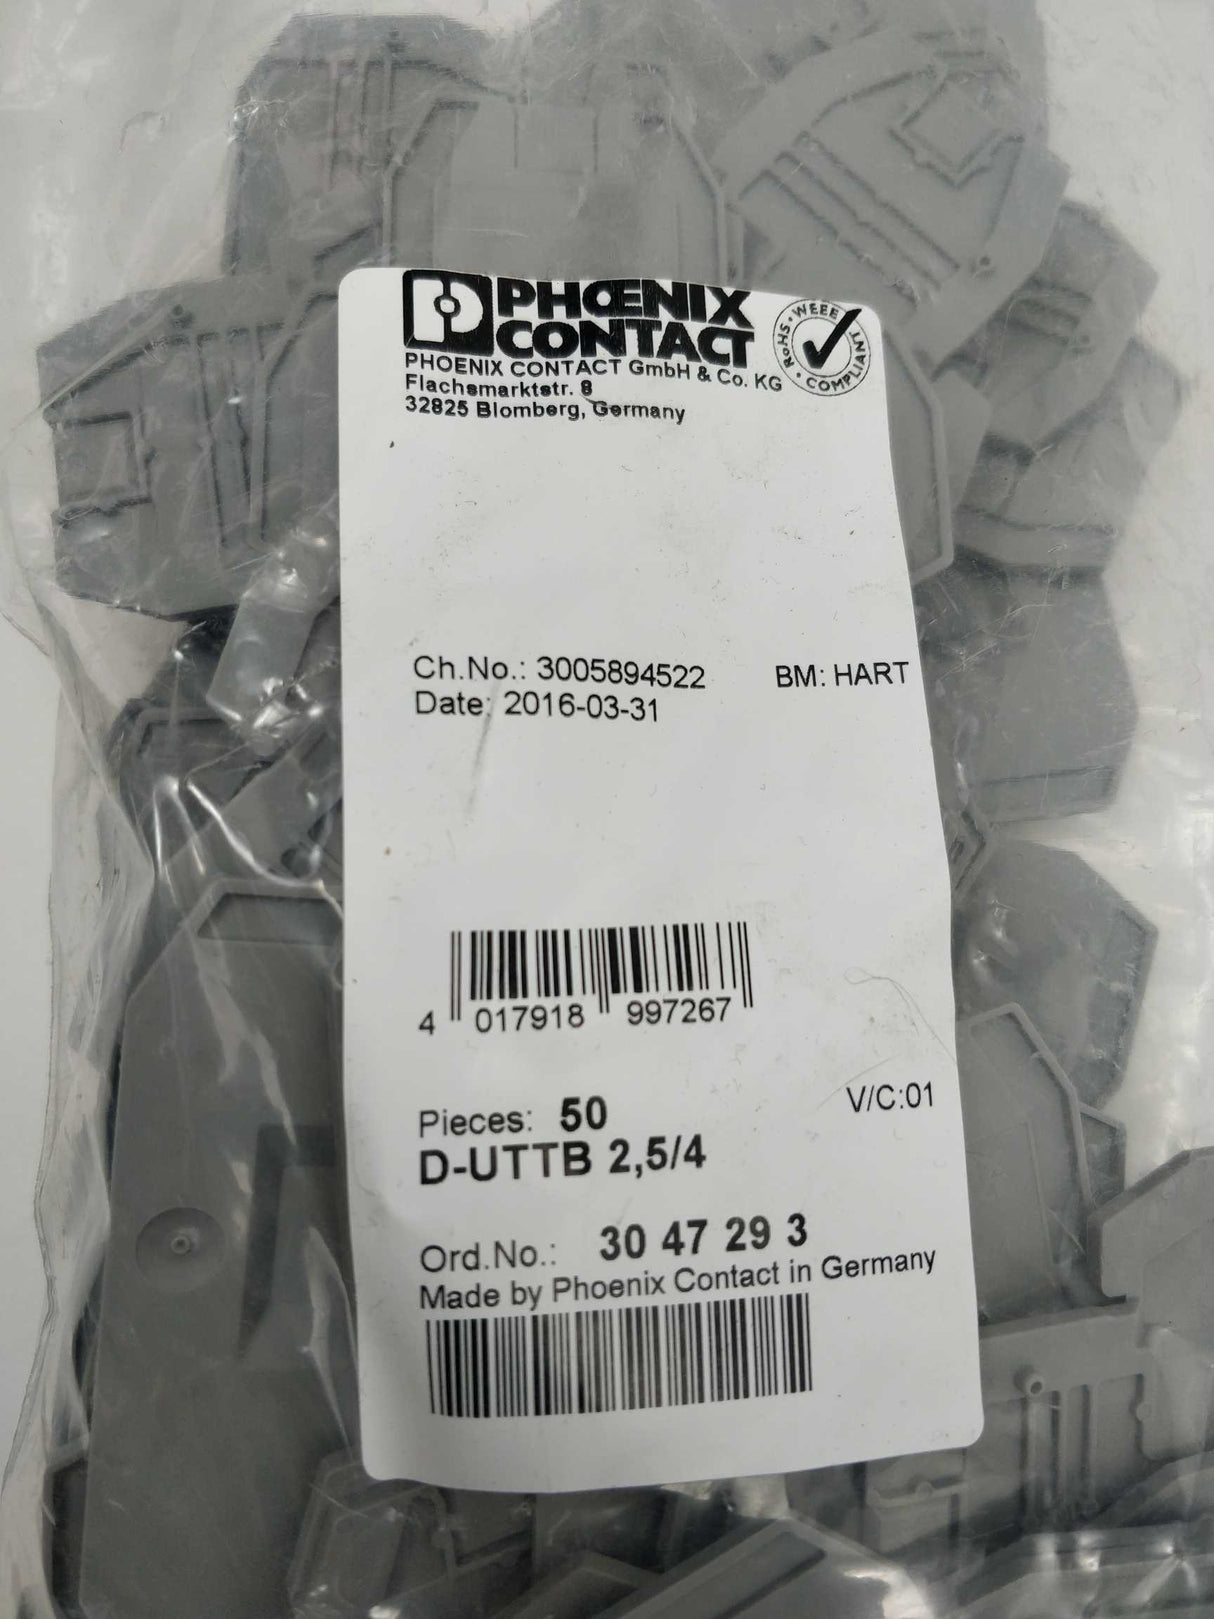 PHŒNIX
CONTACT
RoHS • WEEE • COMPLIANT
PHOENIX CONTACT GmbH & Co. KG
Flachsmarktstr. 8
32825 Blomberg, Germany
Ch.No.: 3005894522 BM: HART
Date: 2016-03-31
4 017918 997267
Pieces: 50 V/C:01
D-UTTB 2,5/4
Ord.No.: 30 47 29 3
Made by Phoenix Contact in Germany